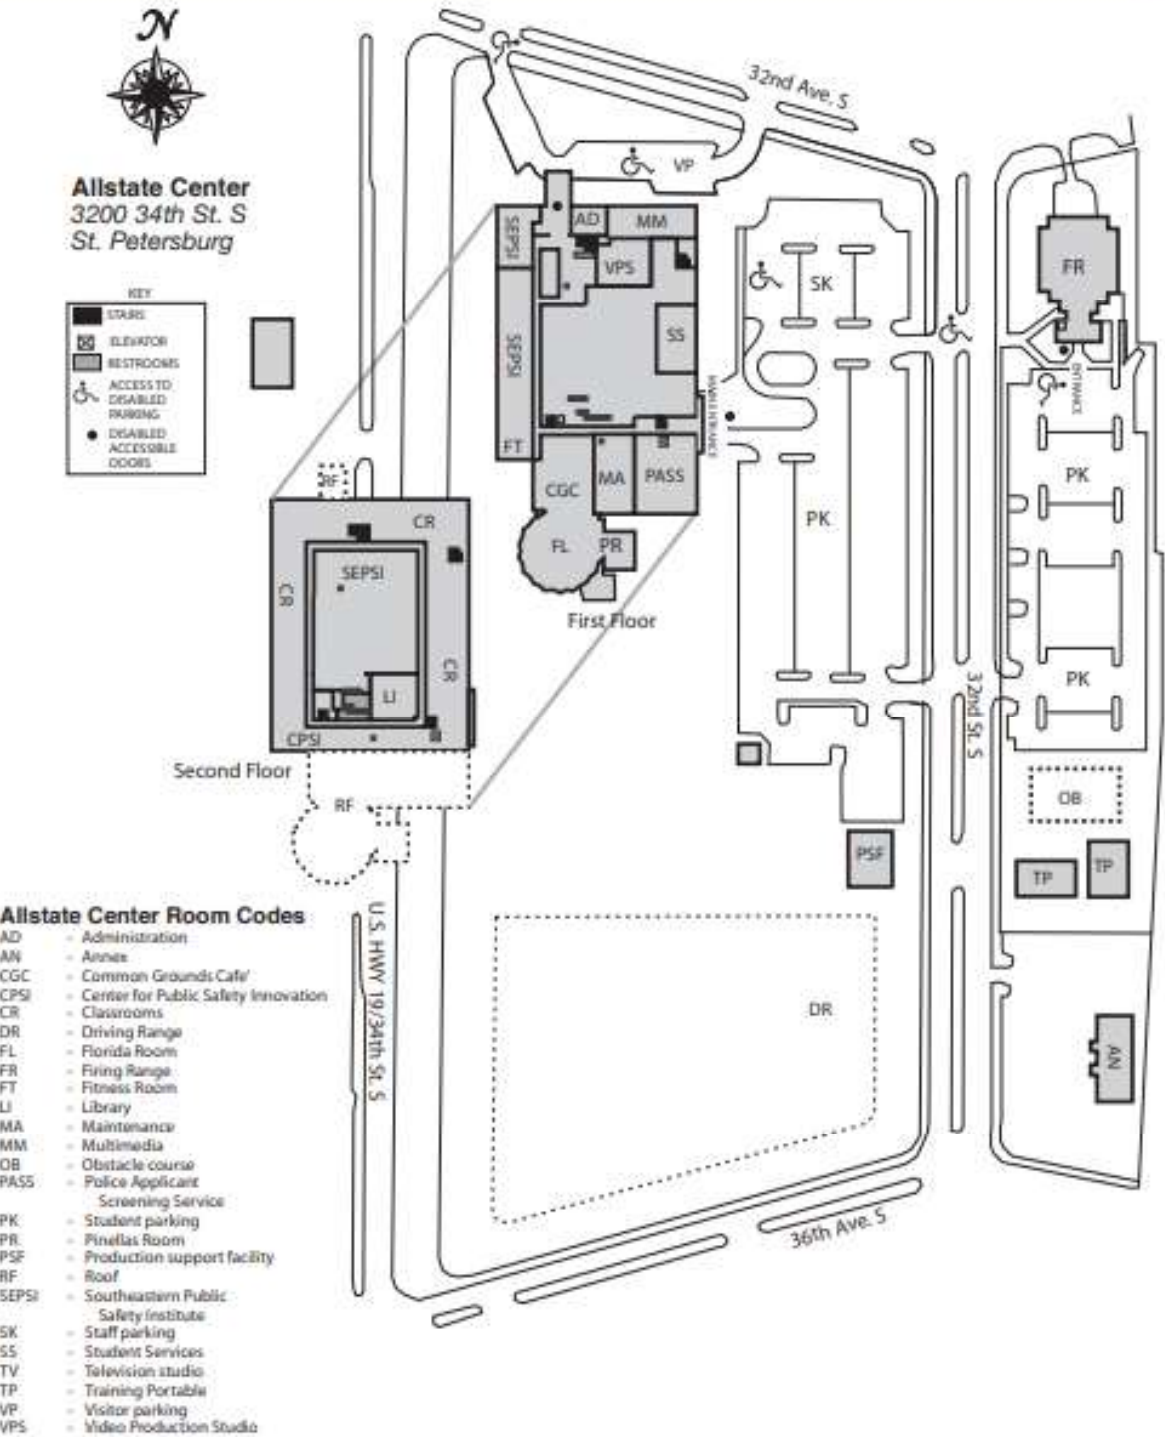 N
Allstate Center
3200 34th St. S
St. Petersburg
KEY
STAIRS
ELEVATOR
RESTROOMS
ACCESS TO
DISABLED
PARKING
DISABLED
ACCESSIBLE
DOORS
32nd Ave. S
VP
SEPSI
AD
MM
VPS
SS
SEPSI
FT
CGC
MA
PASS
FL
PR
First Floor
MAIN ENTRANCE
SK
PK
FR
ENTRANCE
PK
PK
32nd St. S
OB
TP
TP
PSF
AN
DR
36th Ave. S
RF
CR
SEPSI
CR
CR
LI
CPSI
Second Floor
RF
U.S. HWY 19/34th St. S
Allstate Center Room Codes
AD - Administration
AN - Annex
CGC - Common Grounds Cafe'
CPSI - Center for Public Safety Innovation
CR - Classrooms
DR - Driving Range
FL - Florida Room
FR - Firing Range
FT - Fitness Room
LI - Library
MA - Maintenance
MM - Multimedia
OB - Obstacle course
PASS - Police Applicant
Screening Service
PK - Student parking
PR - Pinellas Room
PSF - Production support facility
RF - Roof
SEPSI - Southeastern Public
Safety Institute
SK - Staff parking
SS - Student Services
TV - Television studio
TP - Training Portable
VP - Visitor parking
VPS - Video Production Studio